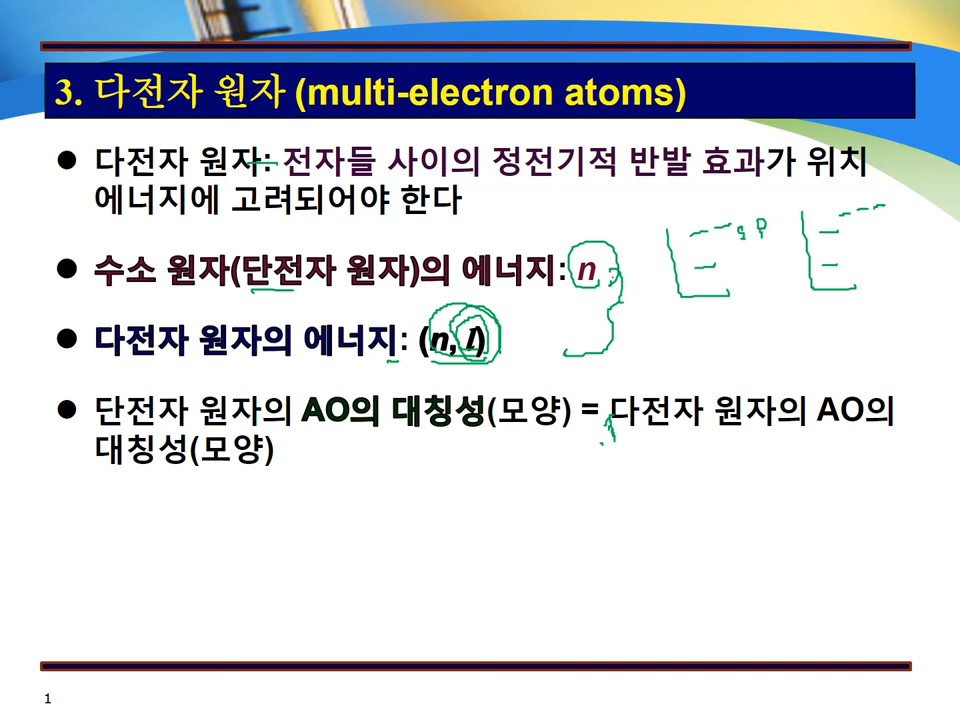 3. 다전자 원자 (multi-electron atoms)
● 다전자 원자: 전자들 사이의 정전기적 반발 효과가 위치
에너지에 고려되어야 한다
● 수소 원자(단전자 원자)의 에너지: n
s p
● 다전자 원자의 에너지: (n, l)
● 단전자 원자의 AO의 대칭성(모양) = 다전자 원자의 AO의
대칭성(모양)
1